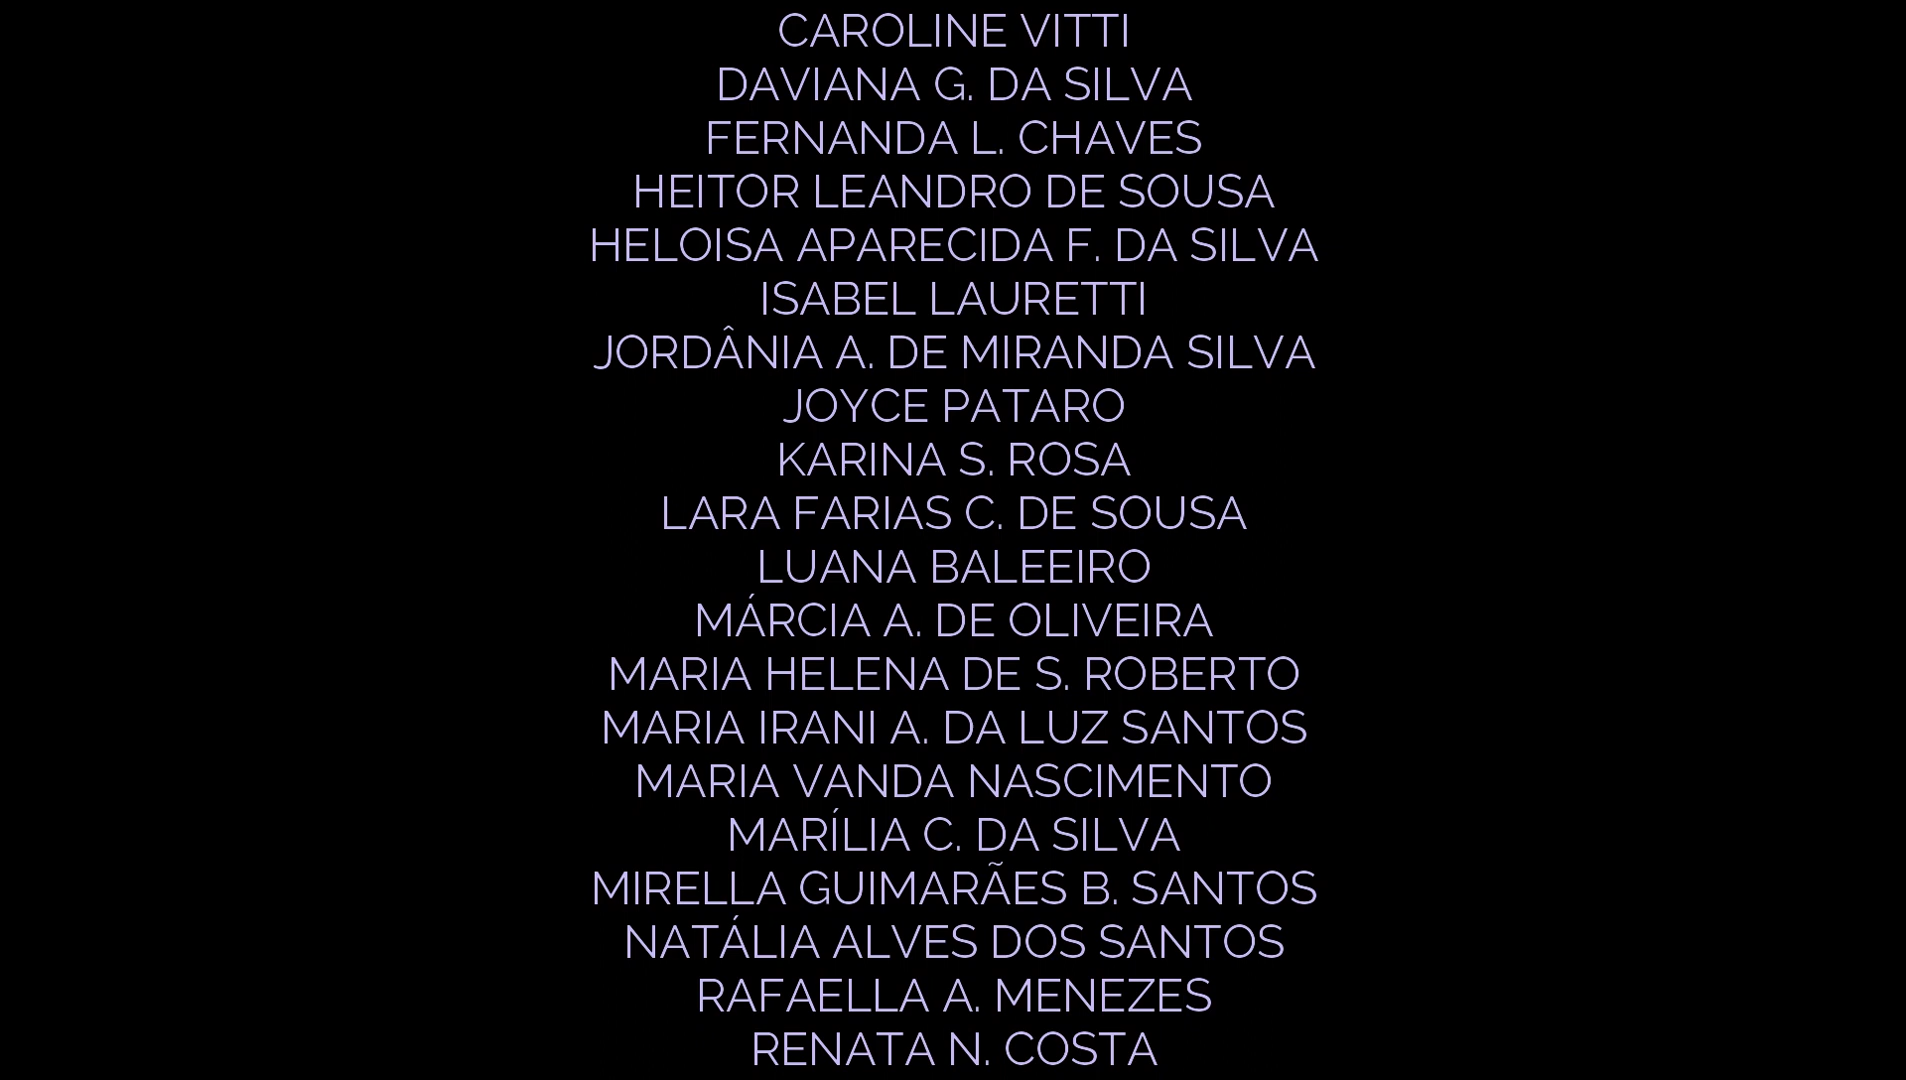 CAROLINE VITTI
DAVIANA G. DA SILVA
FERNANDA L. CHAVES
HEITOR LEANDRO DE SOUSA
HELOISA APARECIDA F. DA SILVA
ISABEL LAURETTI
JORDÂNIA A. DE MIRANDA SILVA
JOYCE PATARO
KARINA S. ROSA
LARA FARIAS C. DE SOUSA
LUANA BALEEIRO
MÁRCIA A. DE OLIVEIRA
MARIA HELENA DE S. ROBERTO
MARIA IRANI A. DA LUZ SANTOS
MARIA VANDA NASCIMENTO
MARÍLIA C. DA SILVA
MIRELLA GUIMARÃES B. SANTOS
NATÁLIA ALVES DOS SANTOS
RAFAELLA A. MENEZES
RENATA N. COSTA